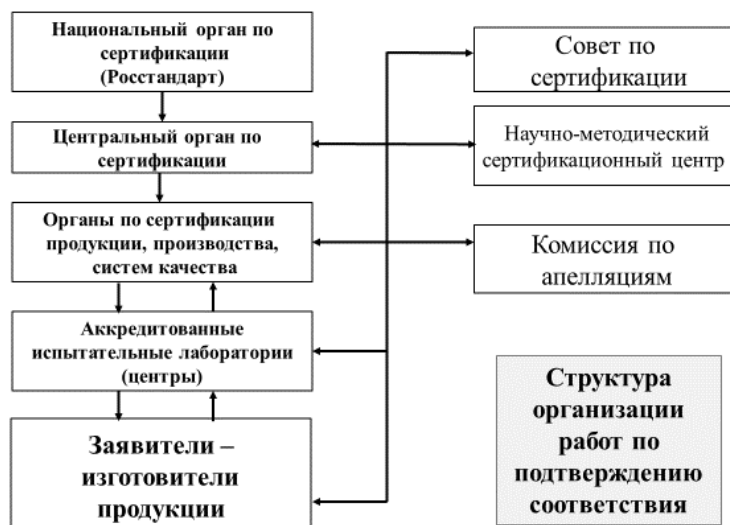 Национальный орган по
сертификации
(Росстандарт)
Центральный орган по
сертификации
Органы по сертификации
продукции, производства,
систем качества
Аккредитованные
испытательные лаборатории
(центры)
Заявители –
изготовители
продукции
Совет по
сертификации
Научно-методический
сертификационный центр
Комиссия по
апелляциям
Структура
организации
работ по
подтверждению
соответствия